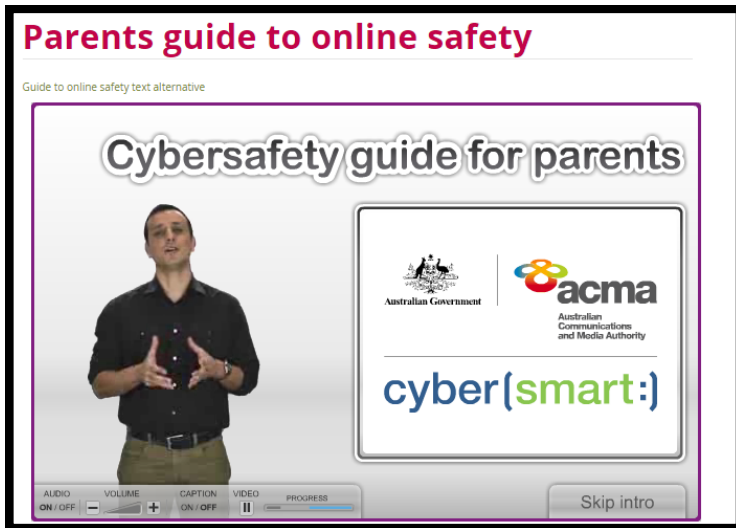 Parents guide to online safety
Guide to online safety text alternative
Cybersafety guide for parents
Australian Government
acma
Australian
Communications
and Media Authority
cyber(smart:)
AUDIO VOLUME CAPTION VIDEO PROGRESS
ON / OFF ON / OFF
Skip intro